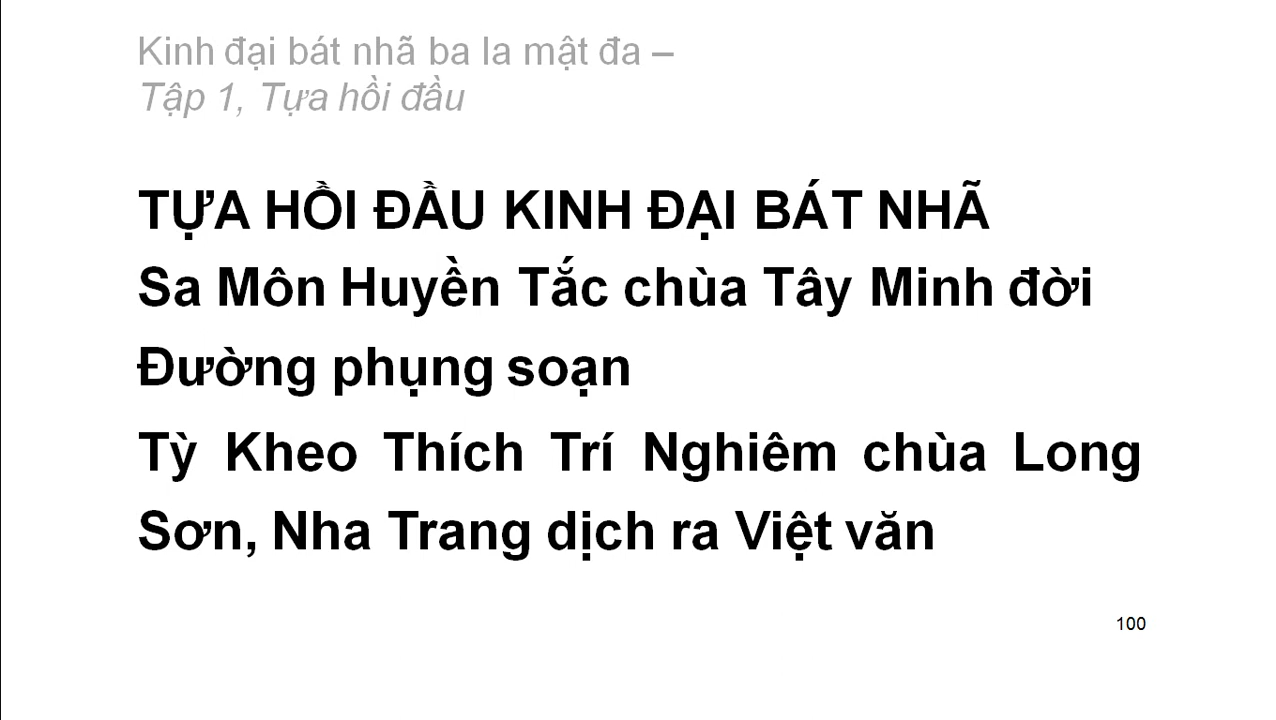 Kinh đại bát nhã ba la mật đa –
Tập 1, Tựa hồi đầu
TỰA HỒI ĐẦU KINH ĐẠI BÁT NHÃ
Sa Môn Huyền Tắc chùa Tây Minh đời
Đường phụng soạn
Tỳ Kheo Thích Trí Nghiêm chùa Long
Sơn, Nha Trang dịch ra Việt văn
100